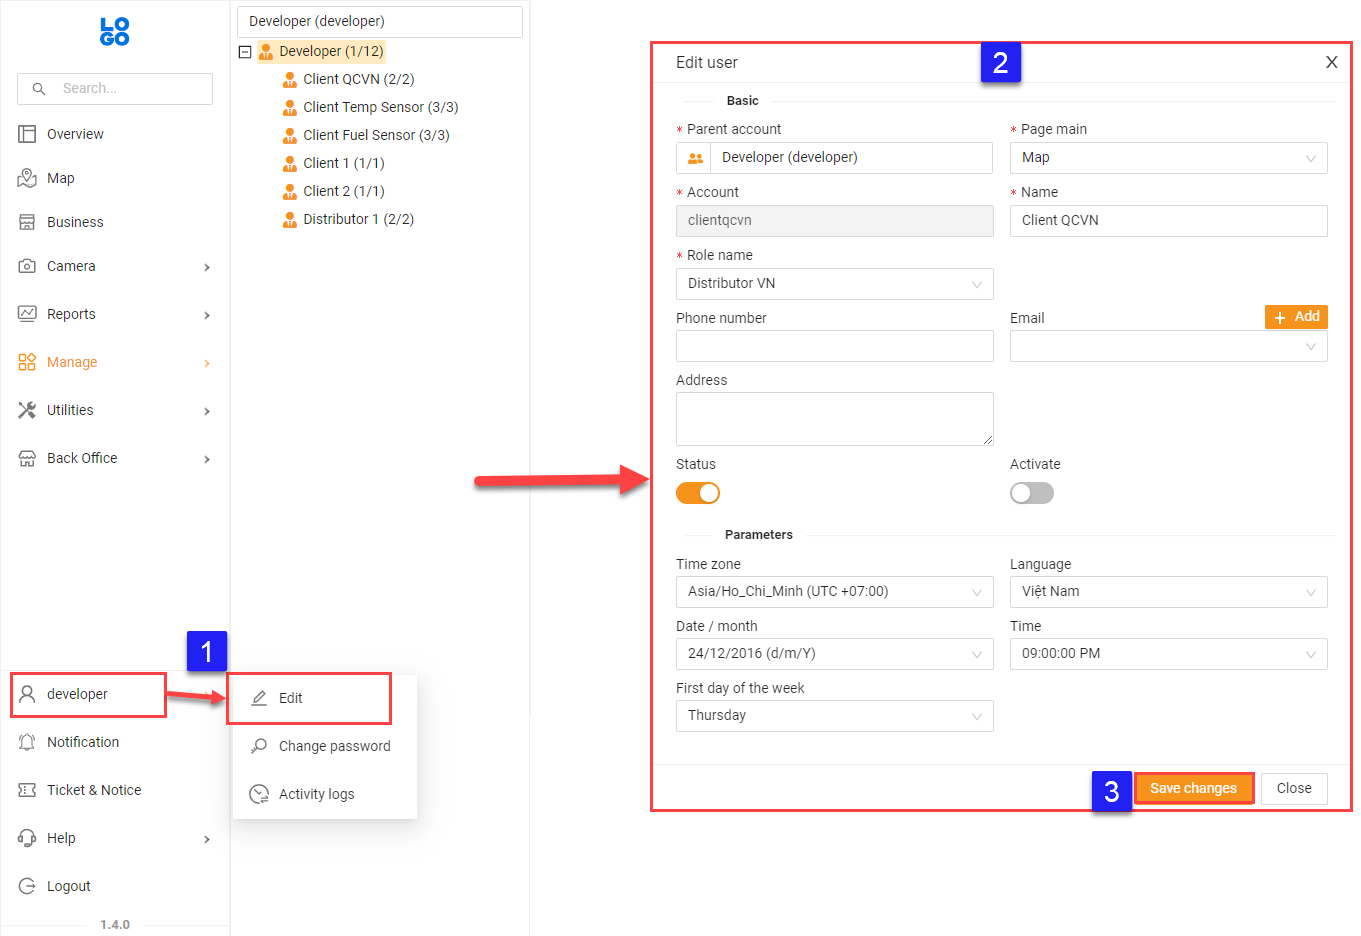 LO
GO
Search...
Overview
Map
Business
Camera
Reports
Manage
Utilities
Back Office
developer
Notification
Ticket & Notice
Help
Logout
1.4.0
Developer (developer)
Developer (1/12)
Client QCVN (2/2)
Client Temp Sensor (3/3)
Client Fuel Sensor (3/3)
Client 1 (1/1)
Client 2 (1/1)
Distributor 1 (2/2)
1
Edit
Change password
Activity logs
2
Edit user
X
Basic
* Parent account
Developer (developer)
* Page main
Map
* Account
clientqcvn
* Name
Client QCVN
* Role name
Distributor VN
Phone number
Email
+ Add
Address
Status
Activate
Parameters
Time zone
Asia/Ho_Chi_Minh (UTC +07:00)
Language
Việt Nam
Date / month
24/12/2016 (d/m/Y)
Time
09:00:00 PM
First day of the week
Thursday
3
Save changes
Close